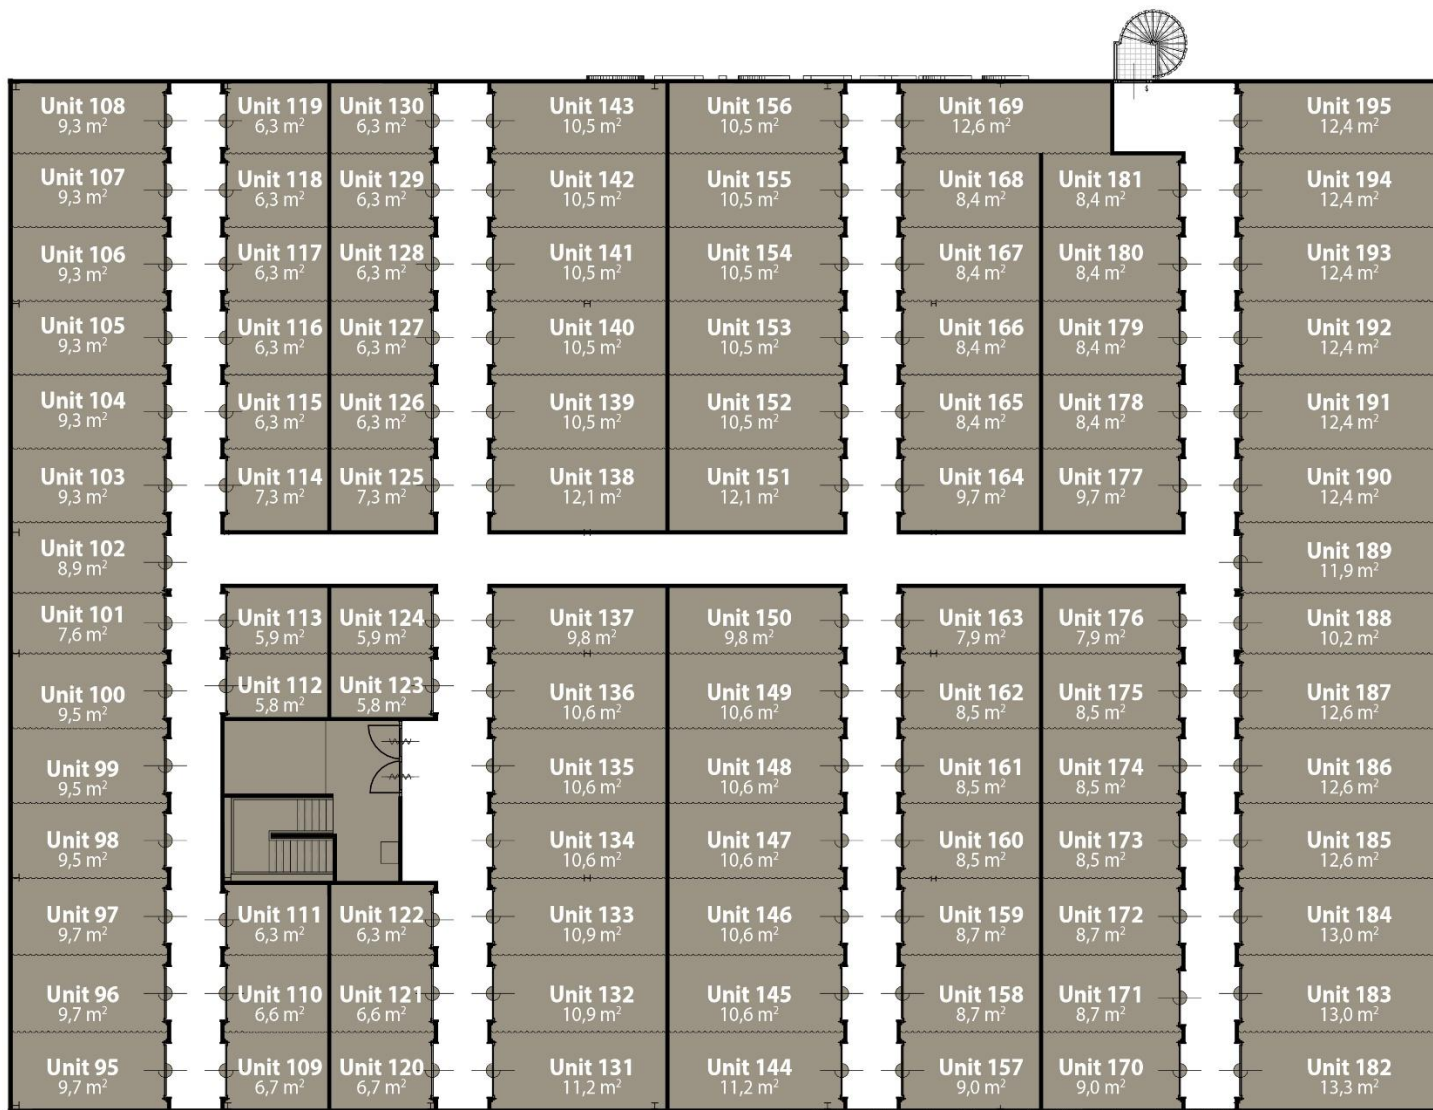 Unit 108
9,3 m²
Unit 107
9,3 m²
Unit 106
9,3 m²
Unit 105
9,3 m²
Unit 104
9,3 m²
Unit 103
9,3 m²
Unit 102
8,9 m²
Unit 101
7,6 m²
Unit 100
9,5 m²
Unit 99
9,5 m²
Unit 98
9,5 m²
Unit 97
9,7 m²
Unit 96
9,7 m²
Unit 95
9,7 m²
Unit 119
6,3 m²
Unit 118
6,3 m²
Unit 117
6,3 m²
Unit 116
6,3 m²
Unit 115
6,3 m²
Unit 114
7,3 m²
Unit 113
5,9 m²
Unit 112
5,8 m²
Unit 111
6,3 m²
Unit 110
6,6 m²
Unit 109
6,7 m²
Unit 130
6,3 m²
Unit 129
6,3 m²
Unit 128
6,3 m²
Unit 127
6,3 m²
Unit 126
6,3 m²
Unit 125
7,3 m²
Unit 124
5,9 m²
Unit 123
5,8 m²
Unit 122
6,3 m²
Unit 121
6,6 m²
Unit 120
6,7 m²
Unit 143
10,5 m²
Unit 142
10,5 m²
Unit 141
10,5 m²
Unit 140
10,5 m²
Unit 139
10,5 m²
Unit 138
12,1 m²
Unit 137
9,8 m²
Unit 136
10,6 m²
Unit 135
10,6 m²
Unit 134
10,6 m²
Unit 133
10,9 m²
Unit 132
10,9 m²
Unit 131
11,2 m²
Unit 156
10,5 m²
Unit 155
10,5 m²
Unit 154
10,5 m²
Unit 153
10,5 m²
Unit 152
10,5 m²
Unit 151
12,1 m²
Unit 150
9,8 m²
Unit 149
10,6 m²
Unit 148
10,6 m²
Unit 147
10,6 m²
Unit 146
10,6 m²
Unit 145
10,6 m²
Unit 144
11,2 m²
Unit 169
12,6 m²
Unit 168
8,4 m²
Unit 167
8,4 m²
Unit 166
8,4 m²
Unit 165
8,4 m²
Unit 164
9,7 m²
Unit 163
7,9 m²
Unit 162
8,5 m²
Unit 161
8,5 m²
Unit 160
8,5 m²
Unit 159
8,7 m²
Unit 158
8,7 m²
Unit 157
9,0 m²
Unit 181
8,4 m²
Unit 180
8,4 m²
Unit 179
8,4 m²
Unit 178
8,4 m²
Unit 177
9,7 m²
Unit 176
7,9 m²
Unit 175
8,5 m²
Unit 174
8,5 m²
Unit 173
8,5 m²
Unit 172
8,7 m²
Unit 171
8,7 m²
Unit 170
9,0 m²
Unit 195
12,4 m²
Unit 194
12,4 m²
Unit 193
12,4 m²
Unit 192
12,4 m²
Unit 191
12,4 m²
Unit 190
12,4 m²
Unit 189
11,9 m²
Unit 188
10,2 m²
Unit 187
12,6 m²
Unit 186
12,6 m²
Unit 185
12,6 m²
Unit 184
13,0 m²
Unit 183
13,0 m²
Unit 182
13,3 m²